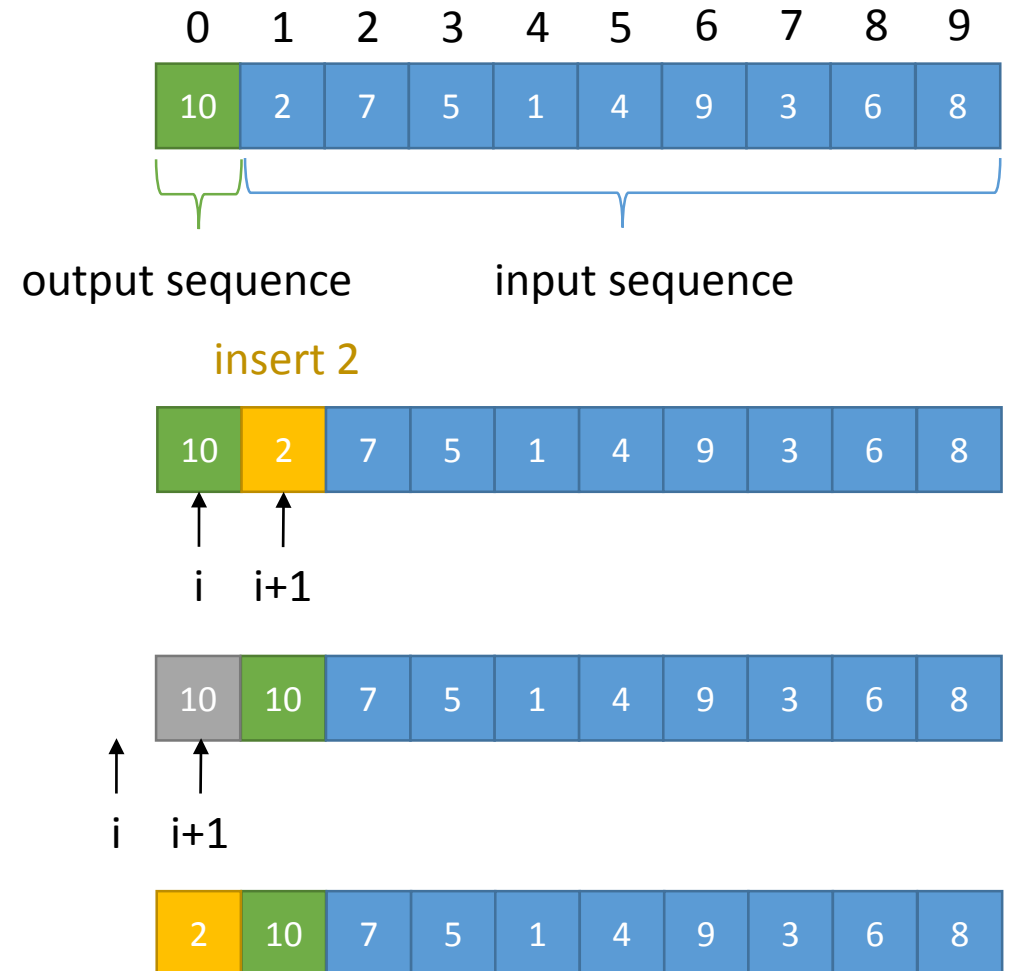 0 1 2 3 4 5 6 7 8 9
10 2 7 5 1 4 9 3 6 8
output sequence input sequence
insert 2
10 2 7 5 1 4 9 3 6 8
i i+1
10 10 7 5 1 4 9 3 6 8
i i+1
2 10 7 5 1 4 9 3 6 8